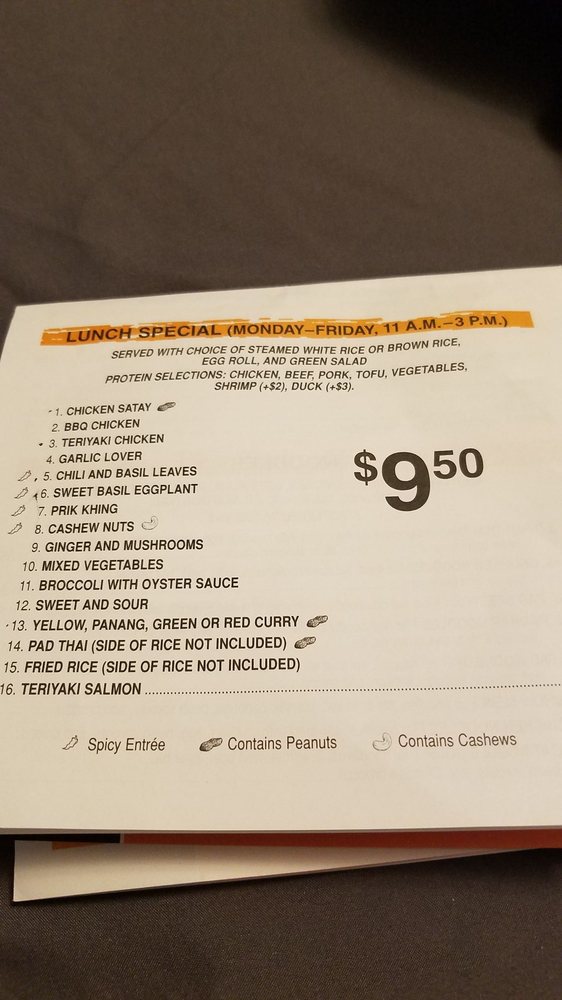 LUNCH SPECIAL (MONDAY–FRIDAY, 11 A.M.–3 P.M.)
SERVED WITH CHOICE OF STEAMED WHITE RICE OR BROWN RICE,
EGG ROLL, AND GREEN SALAD
PROTEIN SELECTIONS: CHICKEN, BEEF, PORK, TOFU, VEGETABLES,
SHRIMP (+$2), DUCK (+$3).
1. CHICKEN SATAY
2. BBQ CHICKEN
3. TERIYAKI CHICKEN
4. GARLIC LOVER
5. CHILI AND BASIL LEAVES
6. SWEET BASIL EGGPLANT
7. PRIK KHING
8. CASHEW NUTS
9. GINGER AND MUSHROOMS
10. MIXED VEGETABLES
11. BROCCOLI WITH OYSTER SAUCE
12. SWEET AND SOUR
13. YELLOW, PANANG, GREEN OR RED CURRY
14. PAD THAI (SIDE OF RICE NOT INCLUDED)
15. FRIED RICE (SIDE OF RICE NOT INCLUDED)
16. TERIYAKI SALMON
$9 50
Spicy Entrée
Contains Peanuts
Contains Cashews